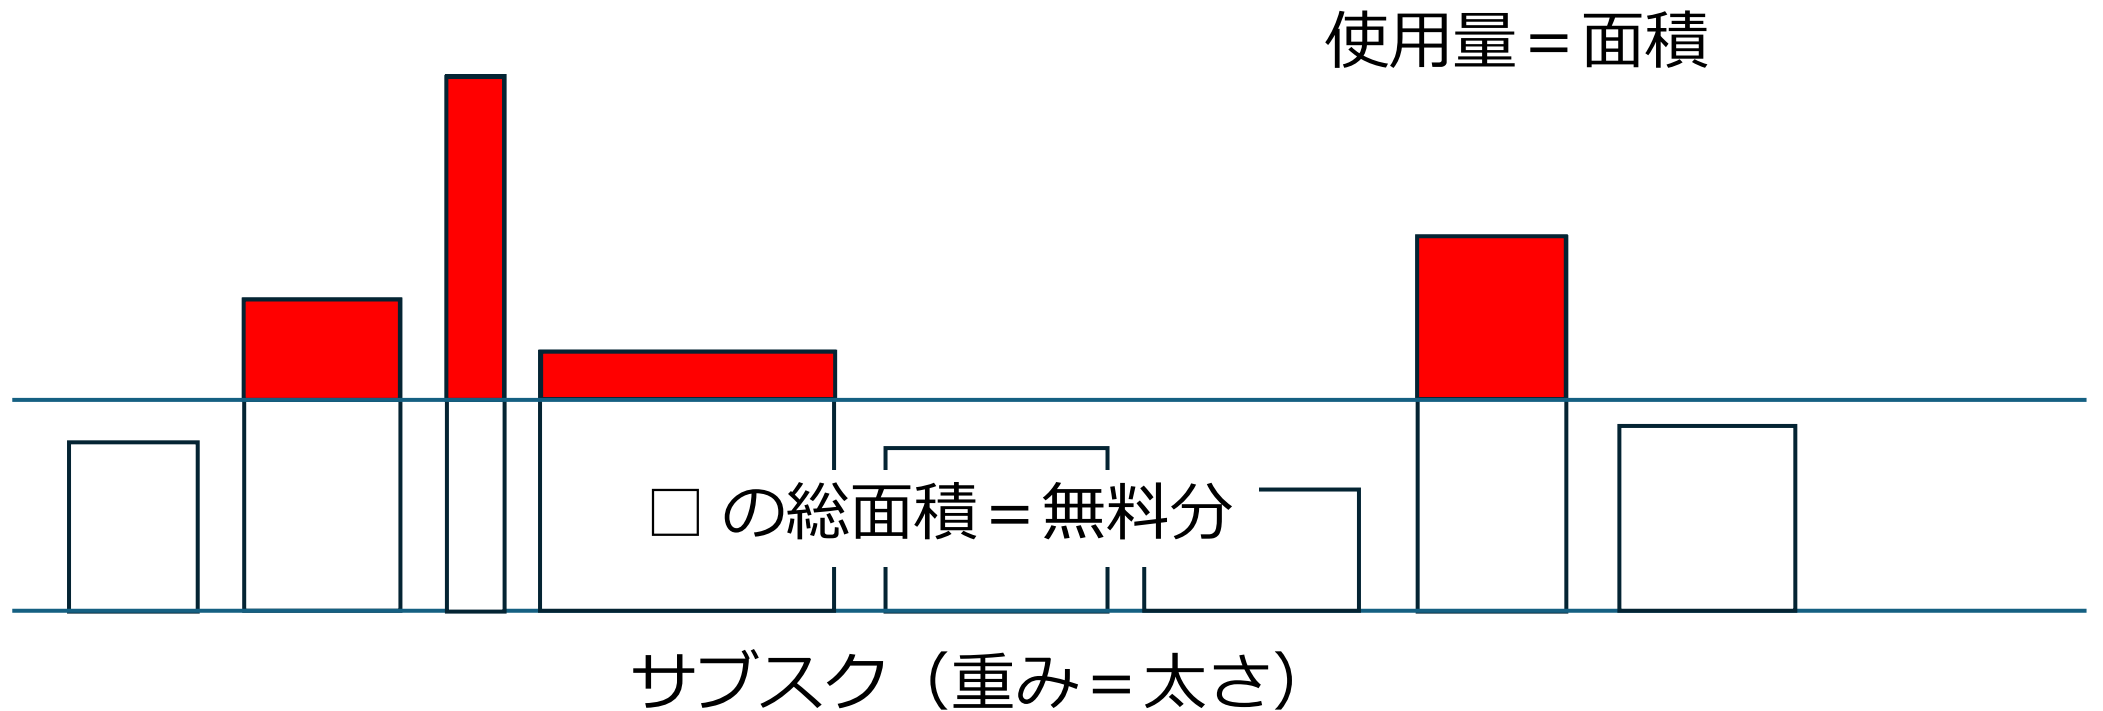 使用量＝面積
□ の総面積＝無料分
サブスク（重み＝太さ）